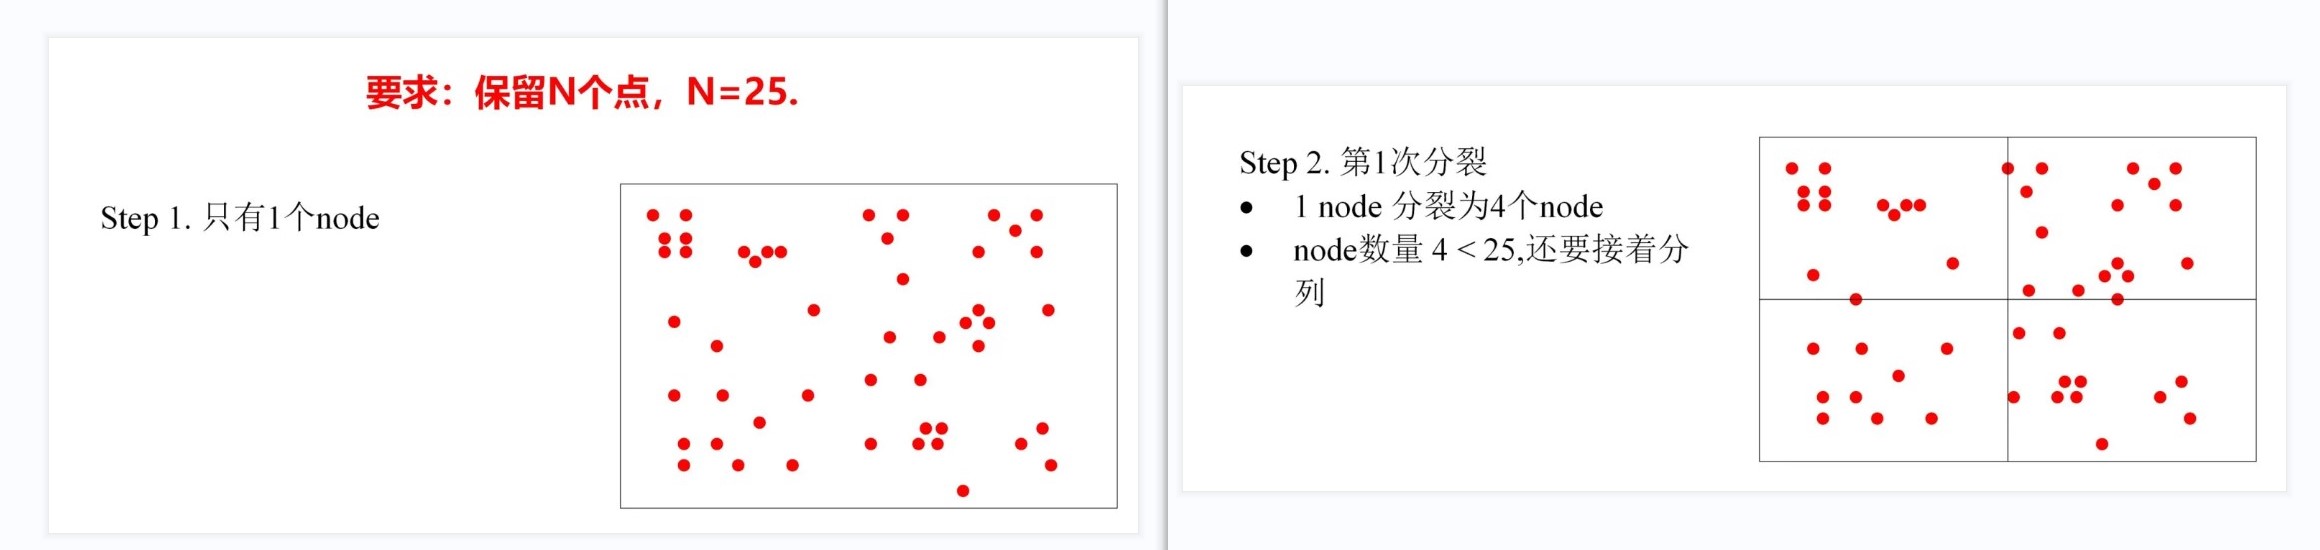 要求：保留N个点，N=25.
Step 1. 只有1个node
Step 2. 第1次分裂
● 1 node 分裂为4个node
● node数量 4 < 25,还要接着分
列